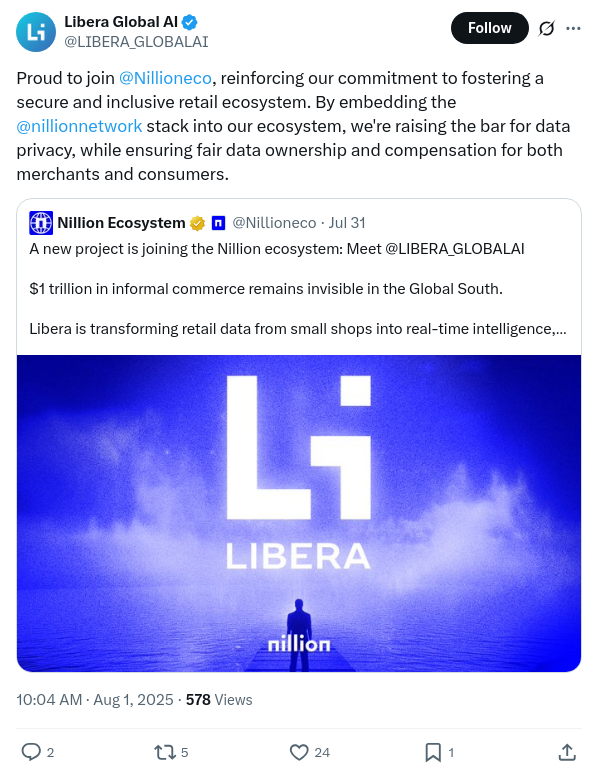 Libera Global AI
Follow
@LIBERA_GLOBALAI
Proud to join @Nillioneco, reinforcing our commitment to fostering a
secure and inclusive retail ecosystem. By embedding the
@nillionnetwork stack into our ecosystem, we're raising the bar for data
privacy, while ensuring fair data ownership and compensation for both
merchants and consumers.
Nillion Ecosystem @Nillioneco · Jul 31
A new project is joining the Nillion ecosystem: Meet @LIBERA_GLOBALAI
$1 trillion in informal commerce remains invisible in the Global South.
Libera is transforming retail data from small shops into real-time intelligence,...
Li
LIBERA
nillion
10:04 AM · Aug 1, 2025 · 578 Views
2 5 24 1